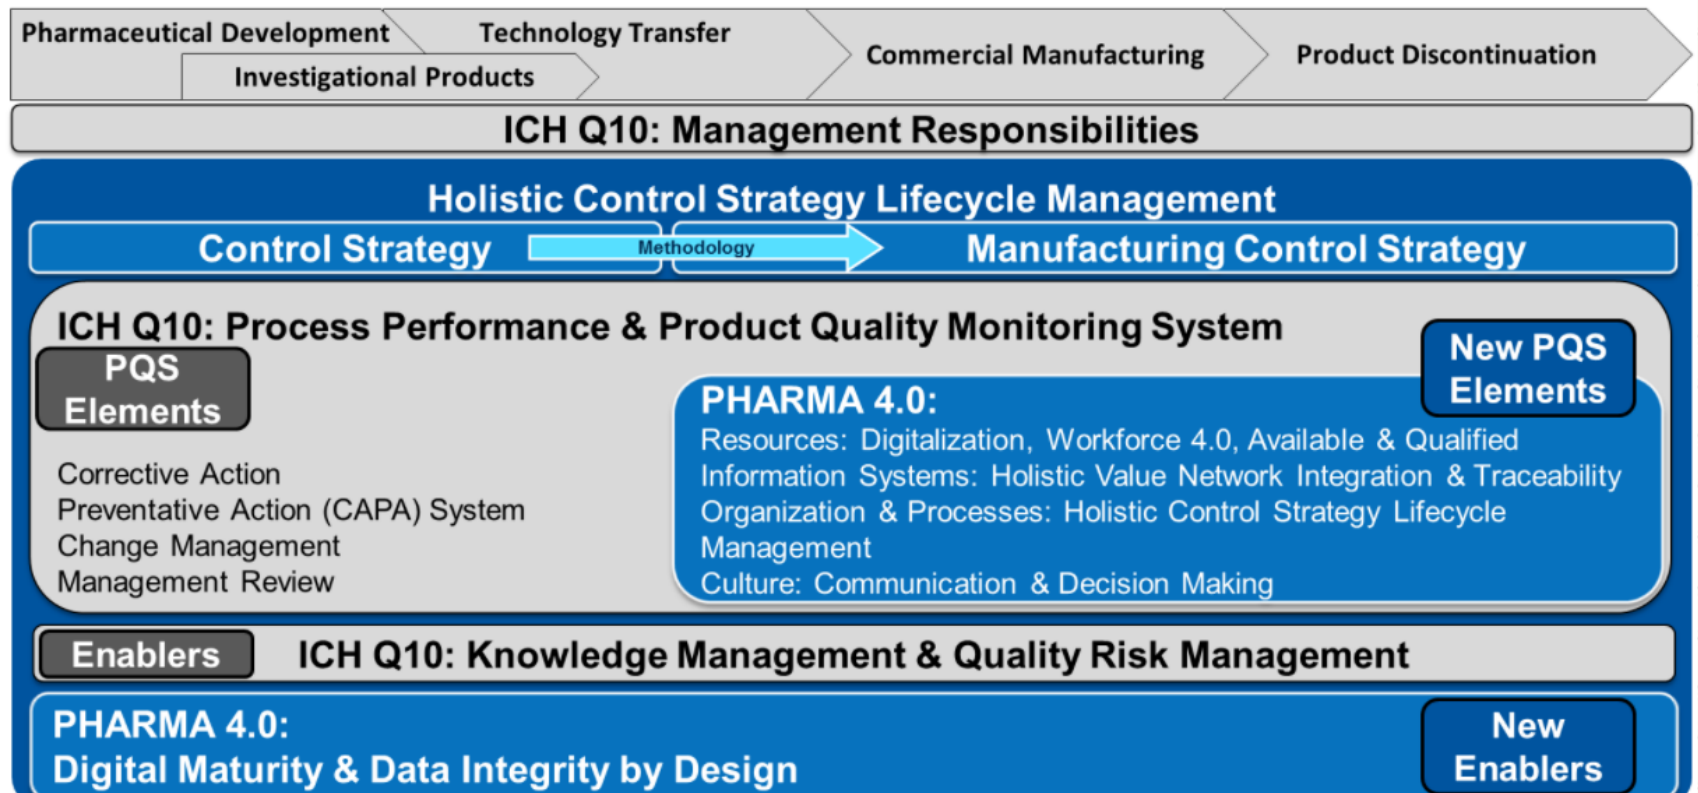 Pharmaceutical Development
Technology Transfer
Investigational Products
Commercial Manufacturing
Product Discontinuation
ICH Q10: Management Responsibilities
Holistic Control Strategy Lifecycle Management
Control Strategy
Methodology
Manufacturing Control Strategy
ICH Q10: Process Performance & Product Quality Monitoring System
PQS
Elements
Corrective Action
Preventative Action (CAPA) System
Change Management
Management Review
New PQS
Elements
PHARMA 4.0:
Resources: Digitalization, Workforce 4.0, Available & Qualified
Information Systems: Holistic Value Network Integration & Traceability
Organization & Processes: Holistic Control Strategy Lifecycle
Management
Culture: Communication & Decision Making
Enablers
ICH Q10: Knowledge Management & Quality Risk Management
PHARMA 4.0:
Digital Maturity & Data Integrity by Design
New
Enablers